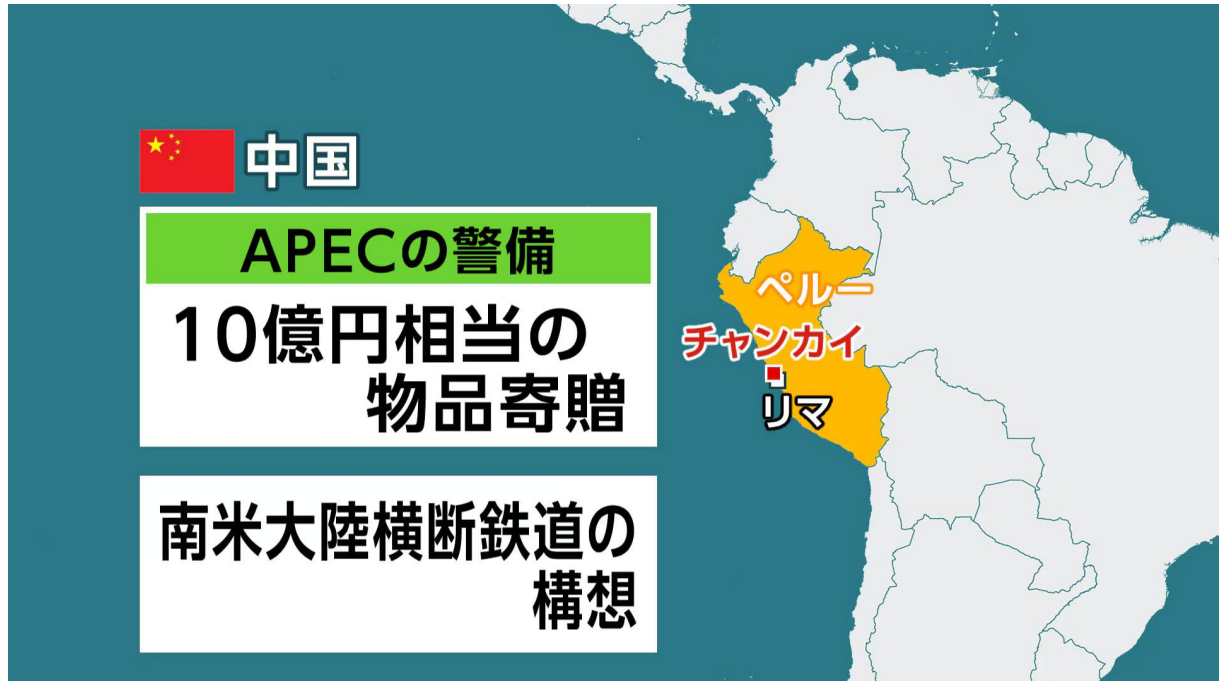 中国
APECの警備
10億円相当の
物品寄贈
南米大陸横断鉄道の
構想
ペルー
チャンカイ
リマ